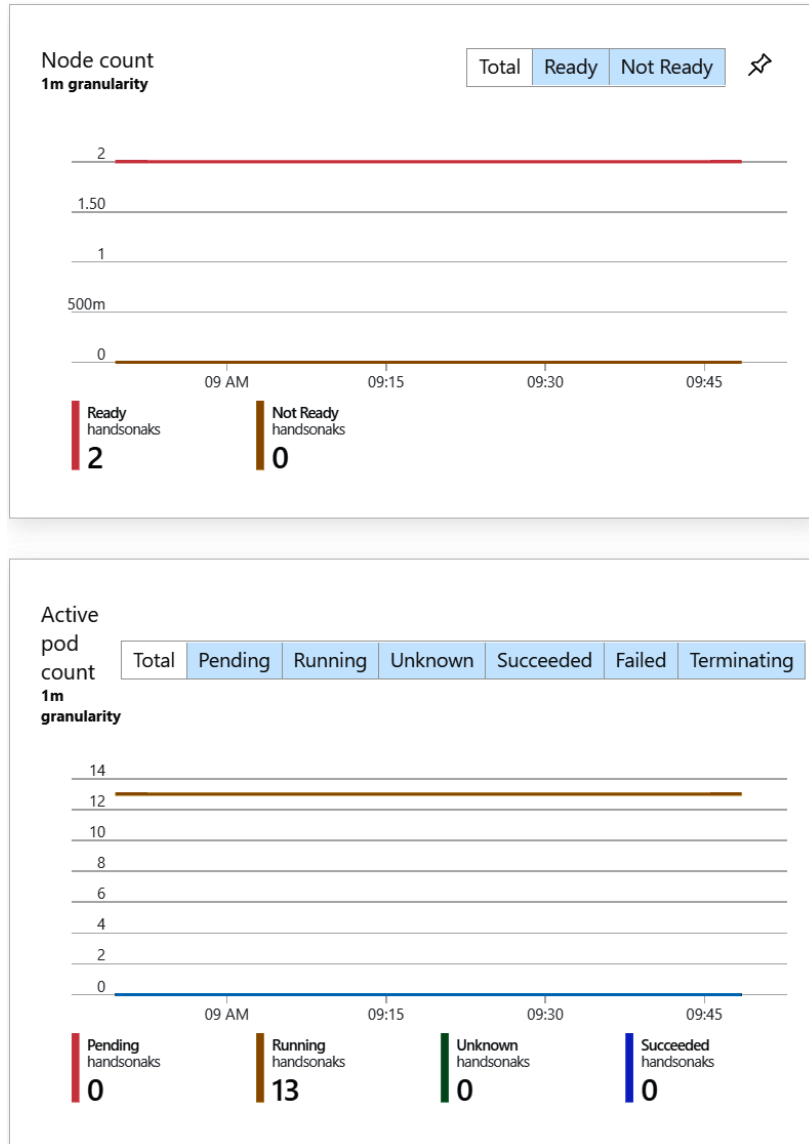 Node count
1m granularity
Total Ready Not Ready
2
1.50
1
500m
0
09 AM 09:15 09:30 09:45
Ready Not Ready
handsonaks handsonaks
2 0
Active
pod
count
1m
granularity
Total Pending Running Unknown Succeeded Failed Terminating
14
12
10
8
6
4
2
0
09 AM 09:15 09:30 09:45
Pending Running Unknown Succeeded
handsonaks handsonaks handsonaks handsonaks
0 13 0 0